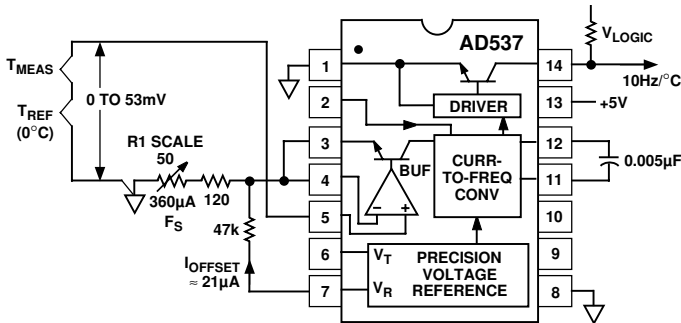 AD537
V_LOGIC
T_MEAS
0 TO 53mV
T_REF
(0°C)
R1 SCALE
50
360µA
F_S
120
47k
I_OFFSET
≈ 21µA
1
2
3
4
5
6
7
14
13
12
11
10
9
8
DRIVER
BUF
CURR-
TO-FREQ
CONV
– +
V_T
V_R
PRECISION
VOLTAGE
REFERENCE
10Hz/°C
+5V
0.005µF